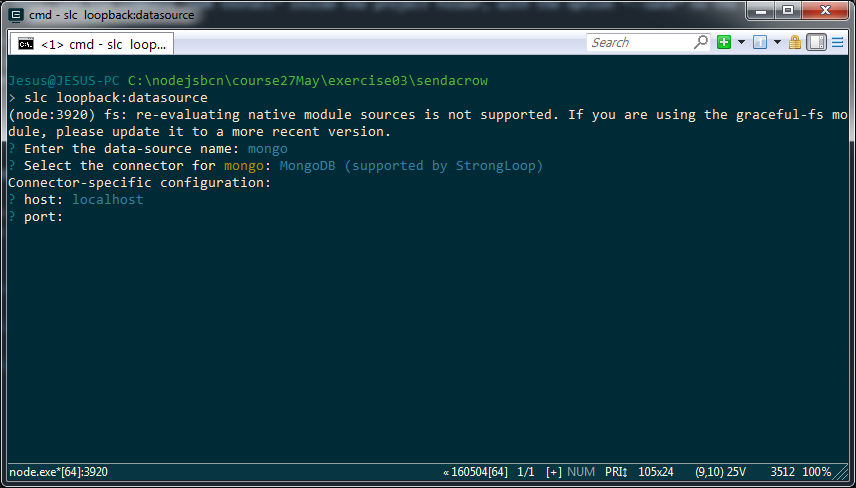 cmd - slc loopback:datasource
<1> cmd - slc loop...
Search
Jesus@JESUS-PC C:\nodejsbcn\course27May\exercise03\sendacrow
> slc loopback:datasource
(node:3920) fs: re-evaluating native module sources is not supported. If you are using the graceful-fs mo
dule, please update it to a more recent version.
? Enter the data-source name: mongo
? Select the connector for mongo: MongoDB (supported by StrongLoop)
Connector-specific configuration:
? host: localhost
? port:
node.exe*[64]:3920 « 160504[64] 1/1 [+] NUM PRI↕ 105x24 (9,10) 25V 3512 100%